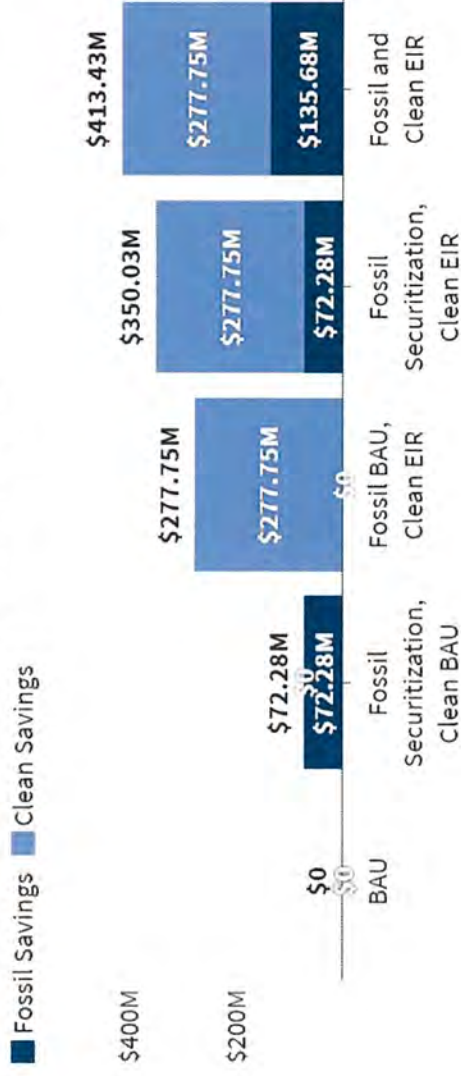 Fossil Savings Clean Savings
$400M
$200M
$0
$0
BAU
$72.28M
$0
$72.28M
Fossil
Securitization,
Clean BAU
$277.75M
$277.75M
$0
Fossil BAU,
Clean EIR
$350.03M
$277.75M
$72.28M
Fossil
Securitization,
Clean EIR
$413.43M
$277.75M
$135.68M
Fossil and
Clean EIR